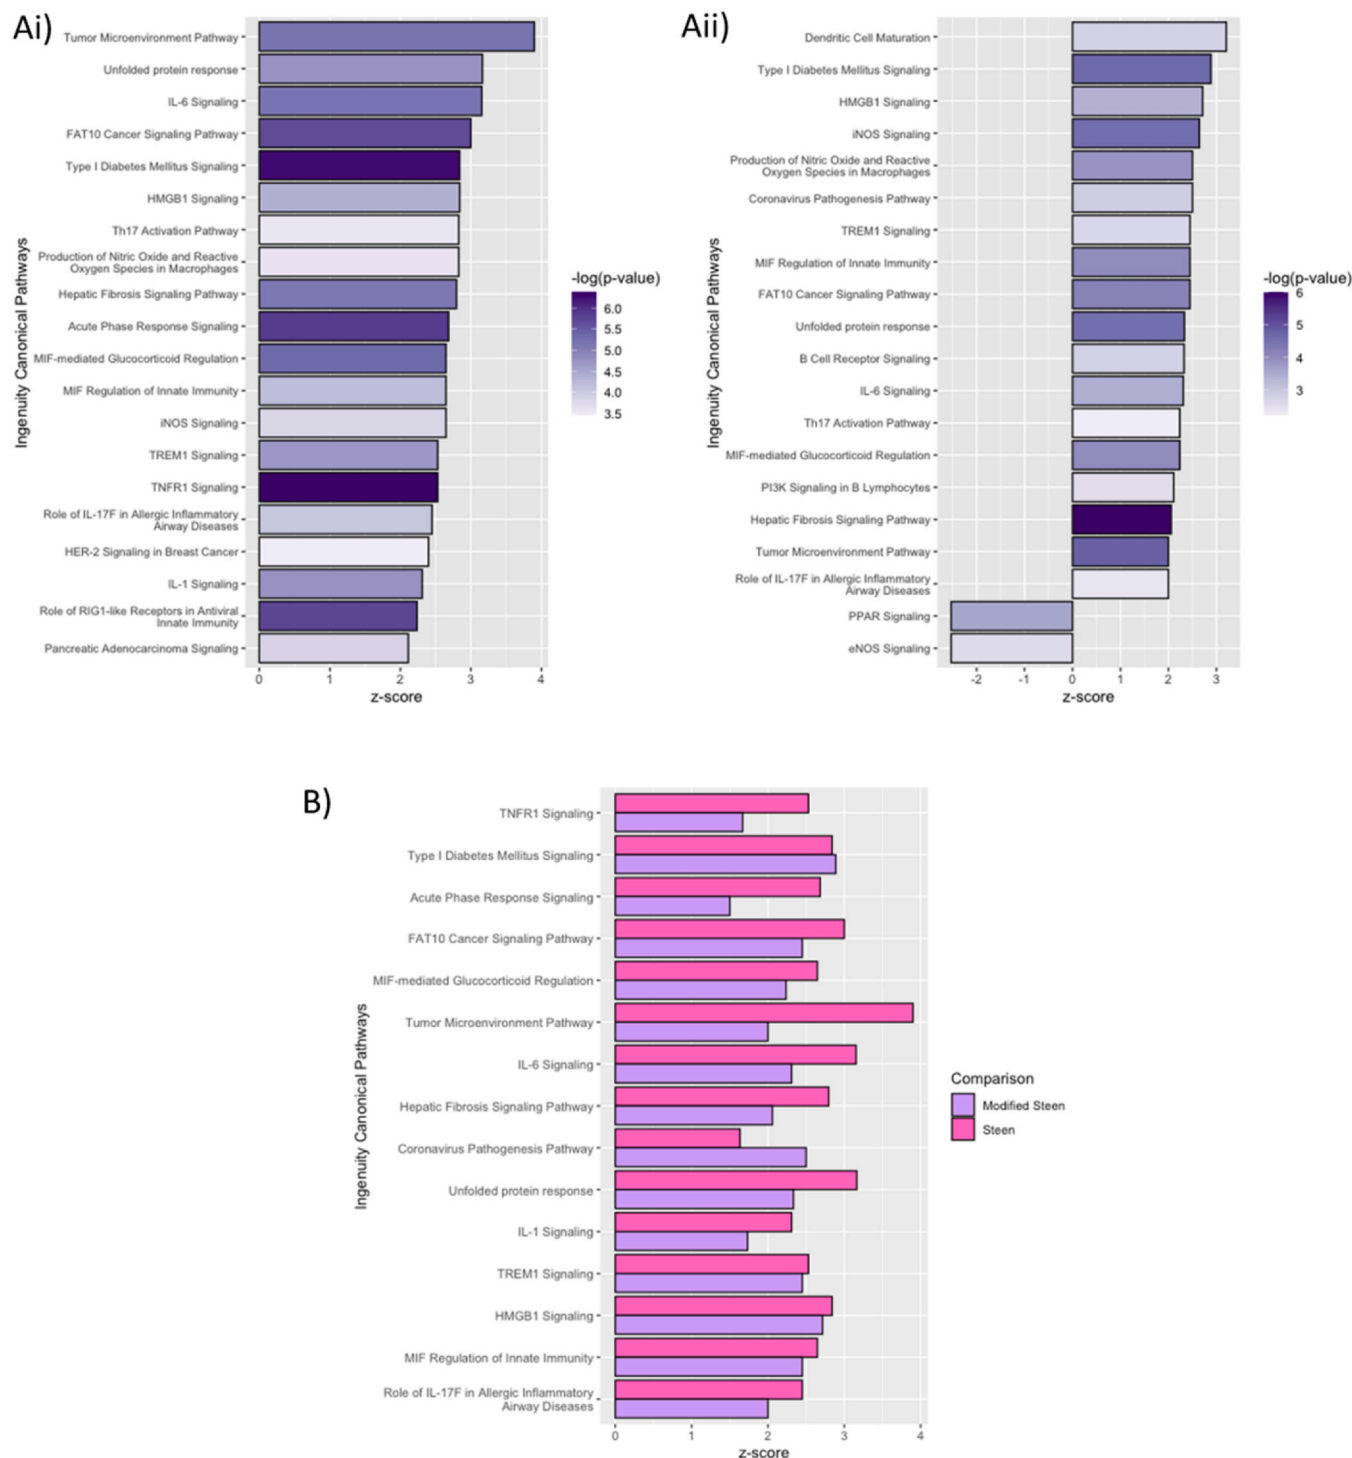 Ai)
Tumor Microenvironment Pathway
Unfolded protein response
IL-6 Signaling
FAT10 Cancer Signaling Pathway
Type I Diabetes Mellitus Signaling
HMGB1 Signaling
Th17 Activation Pathway
Production of Nitric Oxide and Reactive
Oxygen Species in Macrophages
Hepatic Fibrosis Signaling Pathway
Acute Phase Response Signaling
MIF-mediated Glucocorticoid Regulation
MIF Regulation of Innate Immunity
iNOS Signaling
TREM1 Signaling
TNFR1 Signaling
Role of IL-17F in Allergic Inflammatory
Airway Diseases
HER-2 Signaling in Breast Cancer
IL-1 Signaling
Role of RIG1-like Receptors in Antiviral
Innate Immunity
Pancreatic Adenocarcinoma Signaling
Ingenuity Canonical Pathways
0 1 2 3 4
z-score
-log(p-value)
6.0
5.5
5.0
4.5
4.0
3.5
Aii)
Dendritic Cell Maturation
Type I Diabetes Mellitus Signaling
HMGB1 Signaling
iNOS Signaling
Production of Nitric Oxide and Reactive
Oxygen Species in Macrophages
Coronavirus Pathogenesis Pathway
TREM1 Signaling
MIF Regulation of Innate Immunity
FAT10 Cancer Signaling Pathway
Unfolded protein response
B Cell Receptor Signaling
IL-6 Signaling
Th17 Activation Pathway
MIF-mediated Glucocorticoid Regulation
PI3K Signaling in B Lymphocytes
Hepatic Fibrosis Signaling Pathway
Tumor Microenvironment Pathway
Role of IL-17F in Allergic Inflammatory
Airway Diseases
PPAR Signaling
eNOS Signaling
Ingenuity Canonical Pathways
-2 -1 0 1 2 3
z-score
-log(p-value)
6
5
4
3
B)
TNFR1 Signaling
Type I Diabetes Mellitus Signaling
Acute Phase Response Signaling
FAT10 Cancer Signaling Pathway
MIF-mediated Glucocorticoid Regulation
Tumor Microenvironment Pathway
IL-6 Signaling
Hepatic Fibrosis Signaling Pathway
Coronavirus Pathogenesis Pathway
Unfolded protein response
IL-1 Signaling
TREM1 Signaling
HMGB1 Signaling
MIF Regulation of Innate Immunity
Role of IL-17F in Allergic Inflammatory
Airway Diseases
Ingenuity Canonical Pathways
0 1 2 3 4
z-score
Comparison
Modified Steen
Steen